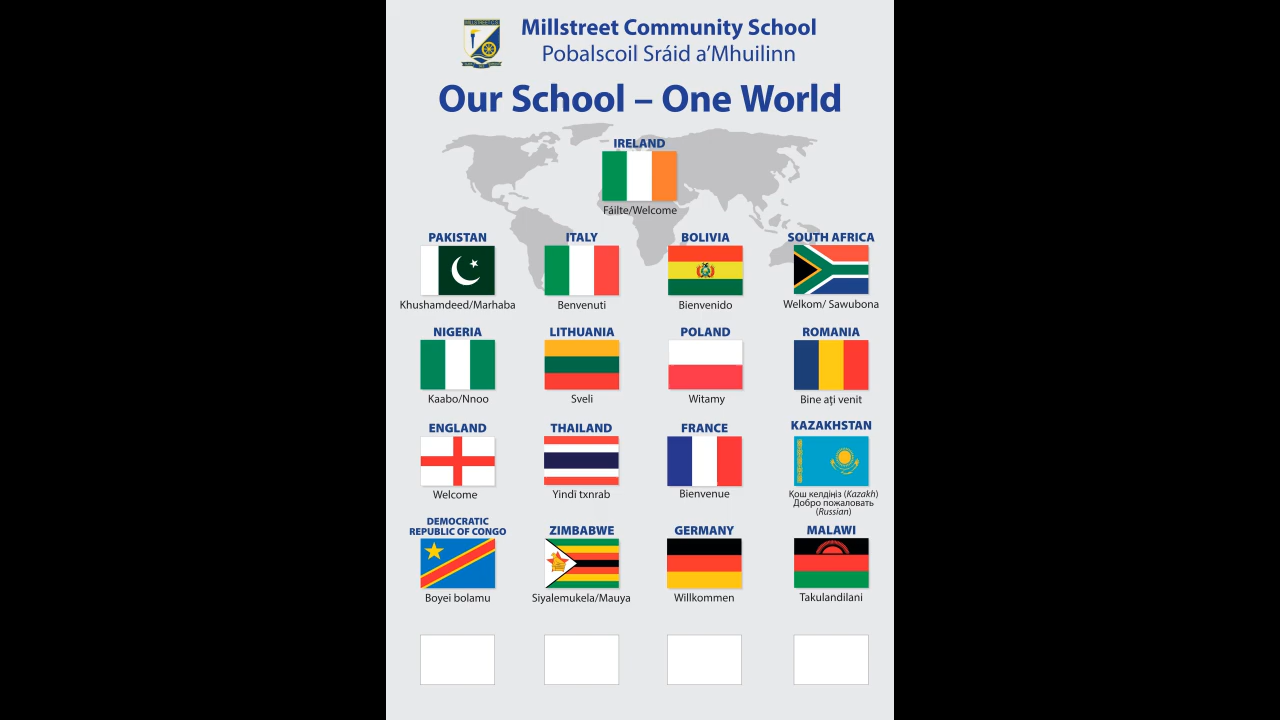 MILLSTREET C.S.
Millstreet Community School
Pobalscoil Sráid a’Mhuilinn
Our School – One World
IRELAND
Fáilte/Welcome
PAKISTAN
Khushamdeed/Marhaba
ITALY
Benvenuti
BOLIVIA
Bienvenido
SOUTH AFRICA
Welkom/ Sawubona
NIGERIA
Kaabo/Nnoo
LITHUANIA
Sveli
POLAND
Witamy
ROMANIA
Bine aţi venit
ENGLAND
Welcome
THAILAND
Yindī txnrab
FRANCE
Bienvenue
KAZAKHSTAN
Қош келдіңіз (Kazakh)
Добро пожаловать
(Russian)
DEMOCRATIC
REPUBLIC OF CONGO
Boyei bolamu
ZIMBABWE
Siyalemukela/Mauya
GERMANY
Willkommen
MALAWI
Takulandilani